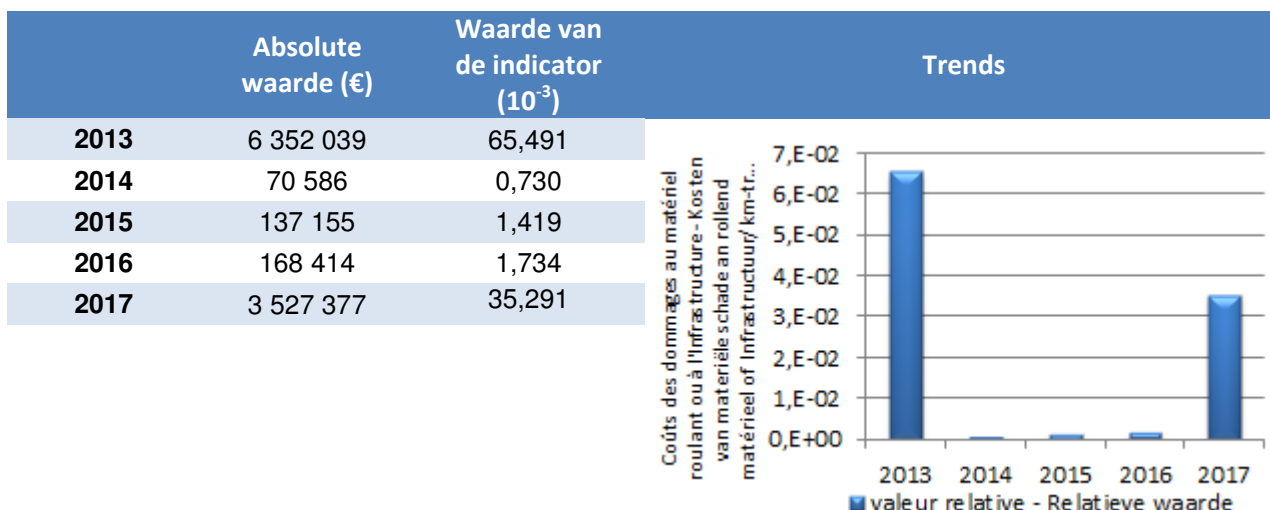 Absolute waarde (€)
Waarde van de indicator (10⁻³)
Trends
2013 6 352 039 65,491
2014 70 586 0,730
2015 137 155 1,419
2016 168 414 1,734
2017 3 527 377 35,291
Coûts des dommages au matériel
roulant ou à l'Infrastructure - Kosten
van materiële schade an rollend
matérieel of Infrastructuur/ km-tr...
7,E-02
6,E-02
5,E-02
4,E-02
3,E-02
2,E-02
1,E-02
0,E+00
2013 2014 2015 2016 2017
valeur relative - Relatieve waarde